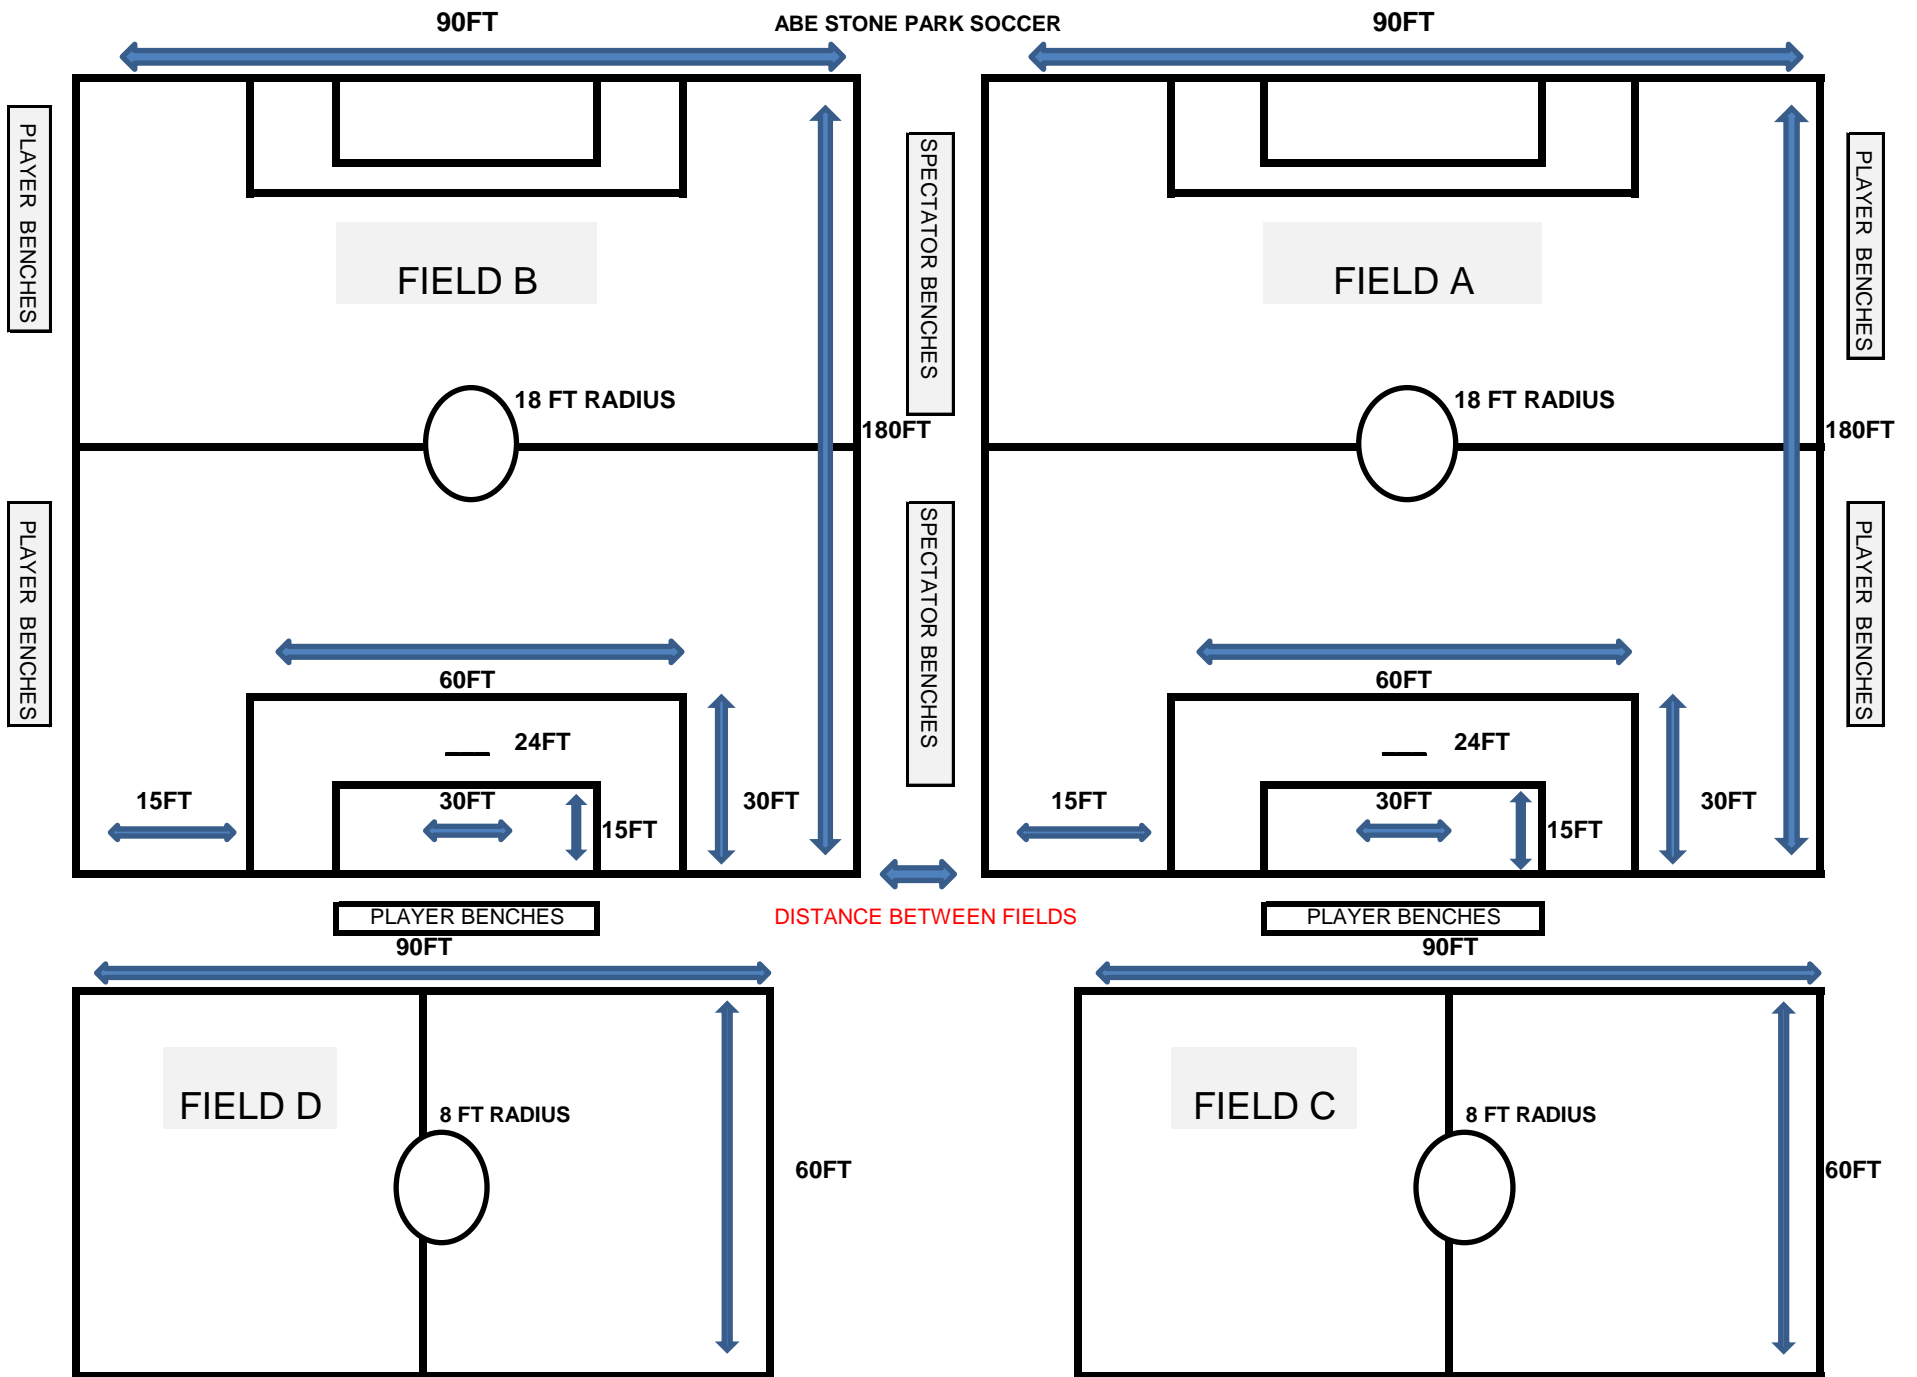 90FT
ABE STONE PARK SOCCER
90FT
PLAYER BENCHES
SPECTATOR BENCHES
PLAYER BENCHES
FIELD B
FIELD A
18 FT RADIUS
18 FT RADIUS
180FT
180FT
PLAYER BENCHES
SPECTATOR BENCHES
PLAYER BENCHES
60FT
60FT
24FT
24FT
15FT
30FT
15FT
30FT
15FT
30FT
15FT
30FT
PLAYER BENCHES
DISTANCE BETWEEN FIELDS
PLAYER BENCHES
90FT
90FT
FIELD D
FIELD C
8 FT RADIUS
8 FT RADIUS
60FT
60FT